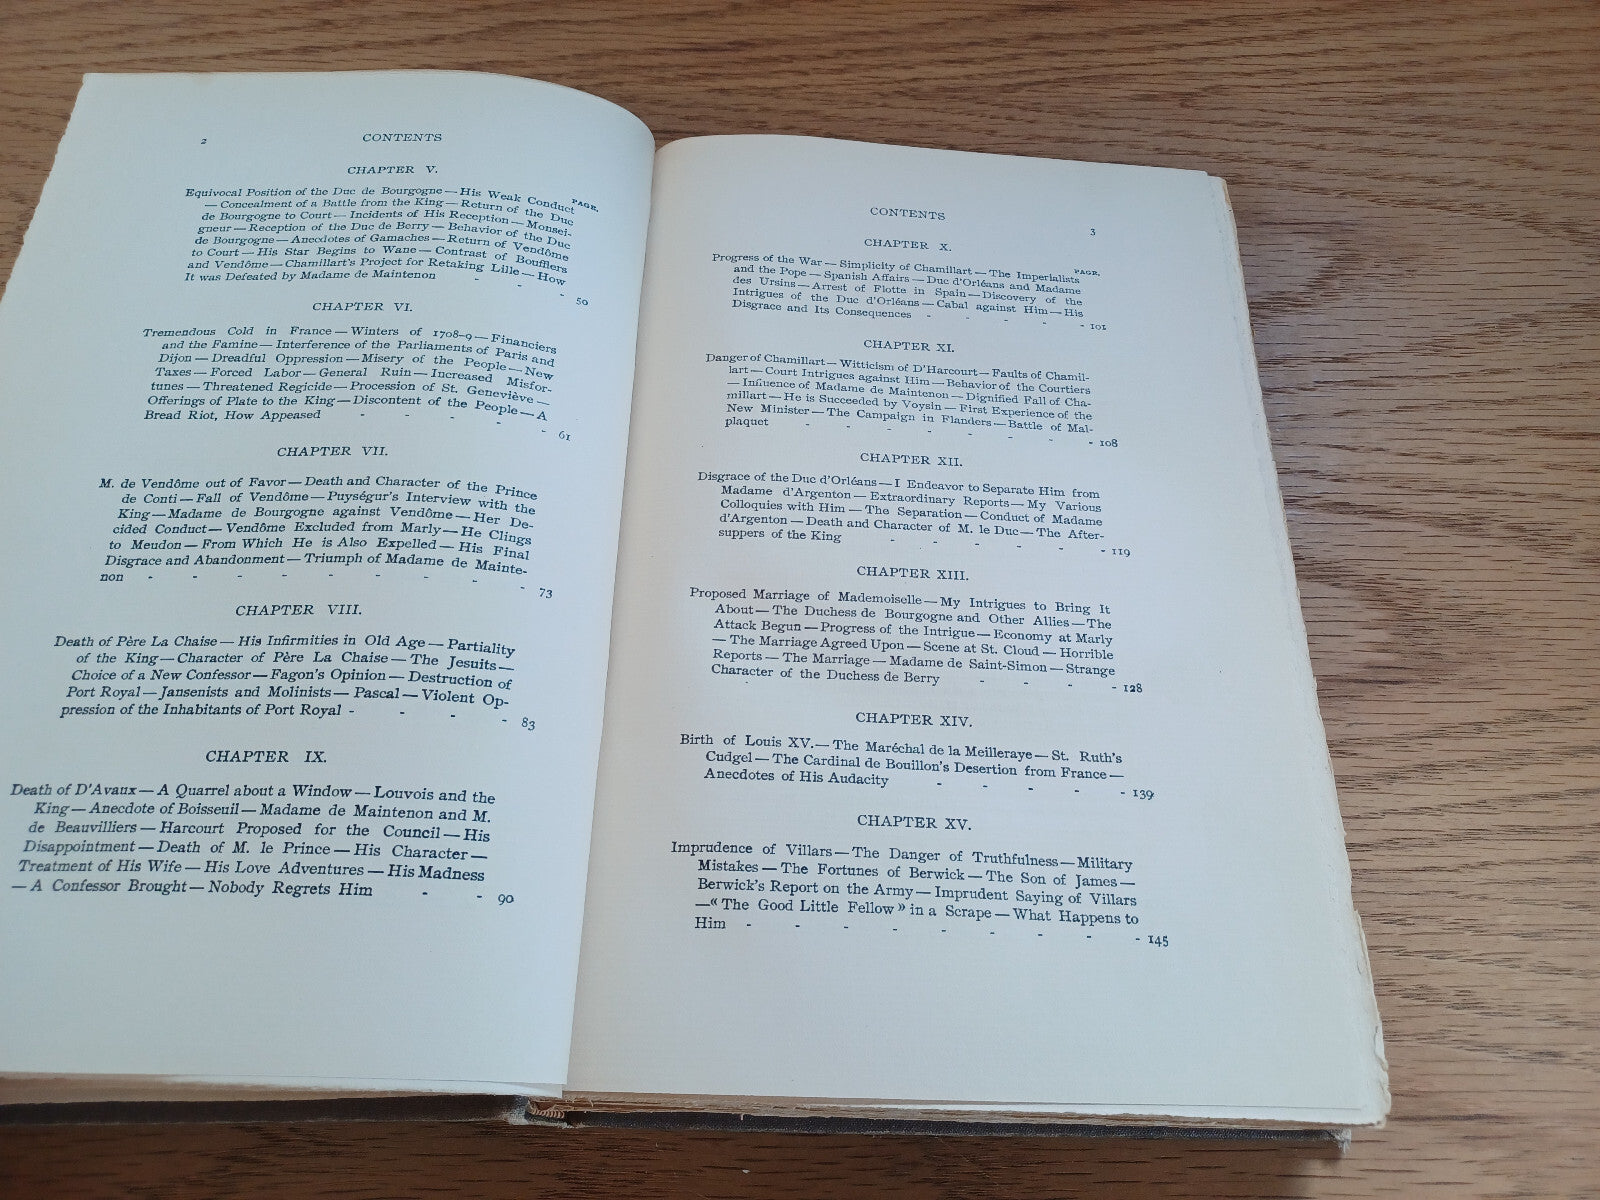 2 CONTENTS
CHAPTER V.
PAGE.
Equivocal Position of the Duc de Bourgogne — His Weak Conduct
— Concealment of a Battle from the King — Return of the Duc
de Bourgogne to Court — Incidents of His Reception — Monsei-
gneur — Reception of the Duc de Berry — Behavior of the Duc
de Bourgogne — Anecdotes of Gamaches — Return of Vendôme
to Court — His Star Begins to Wane — Contrast of Boufflers
and Vendôme — Chamillart's Project for Retaking Lille — How
It was Defeated by Madame de Maintenon - - - 50
CHAPTER VI.
Tremendous Cold in France — Winters of 1708-9 — Financiers
and the Famine — Interference of the Parliaments of Paris and
Dijon — Dreadful Oppression — Misery of the People — New
Taxes — Forced Labor — General Ruin — Increased Misfor-
tunes — Threatened Regicide — Procession of St. Geneviève —
Offerings of Plate to the King — Discontent of the People — A
Bread Riot, How Appeased - - - - - 61
CHAPTER VII.
M. de Vendôme out of Favor — Death and Character of the Prince
de Conti — Fall of Vendôme — Puységur's Interview with the
King — Madame de Bourgogne against Vendôme — Her De-
cided Conduct — Vendôme Excluded from Marly — He Clings
to Meudon — From Which He is Also Expelled — His Final
Disgrace and Abandonment — Triumph of Madame de Mainte-
non - - - - - - - - - - 73
CHAPTER VIII.
Death of Père La Chaise — His Infirmities in Old Age — Partiality
of the King — Character of Père La Chaise — The Jesuits —
Choice of a New Confessor — Fagon's Opinion — Destruction of
Port Royal — Jansenists and Molinists — Pascal — Violent Op-
pression of the Inhabitants of Port Royal - - - - 83
CHAPTER IX.
Death of D'Avaux — A Quarrel about a Window — Louvois and the
King — Anecdote of Boisseuil — Madame de Maintenon and M.
de Beauvilliers — Harcourt Proposed for the Council — His
Disappointment — Death of M. le Prince — His Character —
Treatment of His Wife — His Love Adventures — His Madness
— A Confessor Brought — Nobody Regrets Him - - 90
CONTENTS 3
CHAPTER X.
PAGE.
Progress of the War — Simplicity of Chamillart — The Imperialists
and the Pope — Spanish Affairs — Duc d'Orléans and Madame
des Ursins — Arrest of Flotte in Spain — Discovery of the
Intrigues of the Duc d'Orléans — Cabal against Him — His
Disgrace and Its Consequences - - - - - 101
CHAPTER XI.
Danger of Chamillart — Witticism of D'Harcourt — Faults of Chamil-
lart — Court Intrigues against Him — Behavior of the Courtiers
— Influence of Madame de Maintenon — Dignified Fall of Cha-
millart — He is Succeeded by Voysin — First Experience of the
New Minister — The Campaign in Flanders — Battle of Mal-
plaquet - - - - - - - - 108
CHAPTER XII.
Disgrace of the Duc d'Orléans — I Endeavor to Separate Him from
Madame d'Argenton — Extraordinary Reports — My Various
Colloquies with Him — The Separation — Conduct of Madame
d'Argenton — Death and Character of M. le Duc — The After-
suppers of the King - - - - - - 119
CHAPTER XIII.
Proposed Marriage of Mademoiselle — My Intrigues to Bring It
About — The Duchess de Bourgogne and Other Allies — The
Attack Begun — Progress of the Intrigue — Economy at Marly
— The Marriage Agreed Upon — Scene at St. Cloud — Horrible
Reports — The Marriage — Madame de Saint-Simon — Strange
Character of the Duchess de Berry - - - - 128
CHAPTER XIV.
Birth of Louis XV. — The Maréchal de la Meilleraye — St. Ruth's
Cudgel — The Cardinal de Bouillon's Desertion from France —
Anecdotes of His Audacity - - - - - 139
CHAPTER XV.
Imprudence of Villars — The Danger of Truthfulness — Military
Mistakes — The Fortunes of Berwick — The Son of James —
Berwick's Report on the Army — Imprudent Saying of Villars
— «The Good Little Fellow» in a Scrape — What Happens to
Him - - - - - - - - - 145